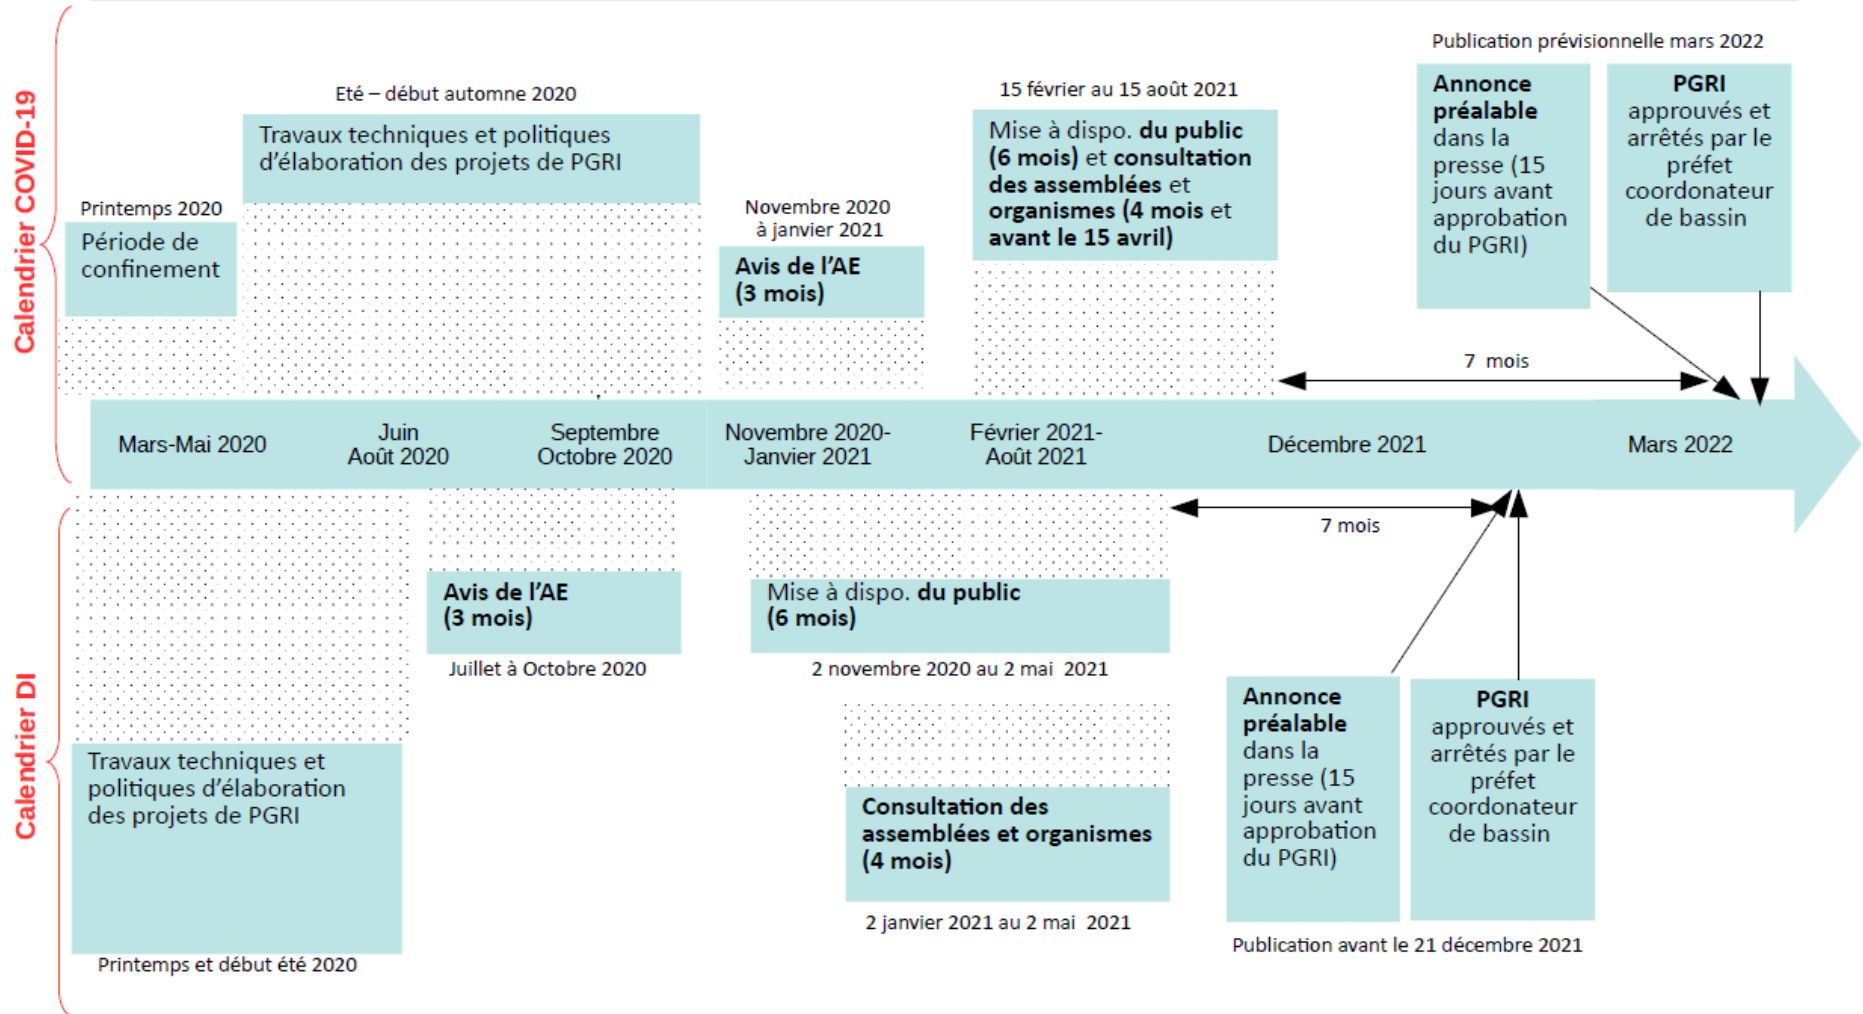 Calendrier COVID-19
Printemps 2020
Période de
confinement
Eté – début automne 2020
Travaux techniques et politiques
d'élaboration des projets de PGRI
Novembre 2020
à janvier 2021
Avis de l'AE
(3 mois)
15 février au 15 août 2021
Mise à dispo. du public
(6 mois) et consultation
des assemblées et
organismes (4 mois et
avant le 15 avril)
Publication prévisionnelle mars 2022
Annonce
préalable
dans la
presse (15
jours avant
approbation
du PGRI)
PGRI
approuvés et
arrêtés par le
préfet
coordonateur
de bassin
7 mois
Mars-Mai 2020
Juin
Août 2020
Septembre
Octobre 2020
Novembre 2020-
Janvier 2021
Février 2021-
Août 2021
Décembre 2021
Mars 2022
Calendrier DI
Travaux techniques et
politiques d'élaboration
des projets de PGRI
Printemps et début été 2020
Avis de l'AE
(3 mois)
Juillet à Octobre 2020
Mise à dispo. du public
(6 mois)
2 novembre 2020 au 2 mai 2021
Consultation des
assemblées et organismes
(4 mois)
2 janvier 2021 au 2 mai 2021
7 mois
Annonce
préalable
dans la
presse (15
jours avant
approbation
du PGRI)
PGRI
approuvés et
arrêtés par le
préfet
coordonateur
de bassin
Publication avant le 21 décembre 2021